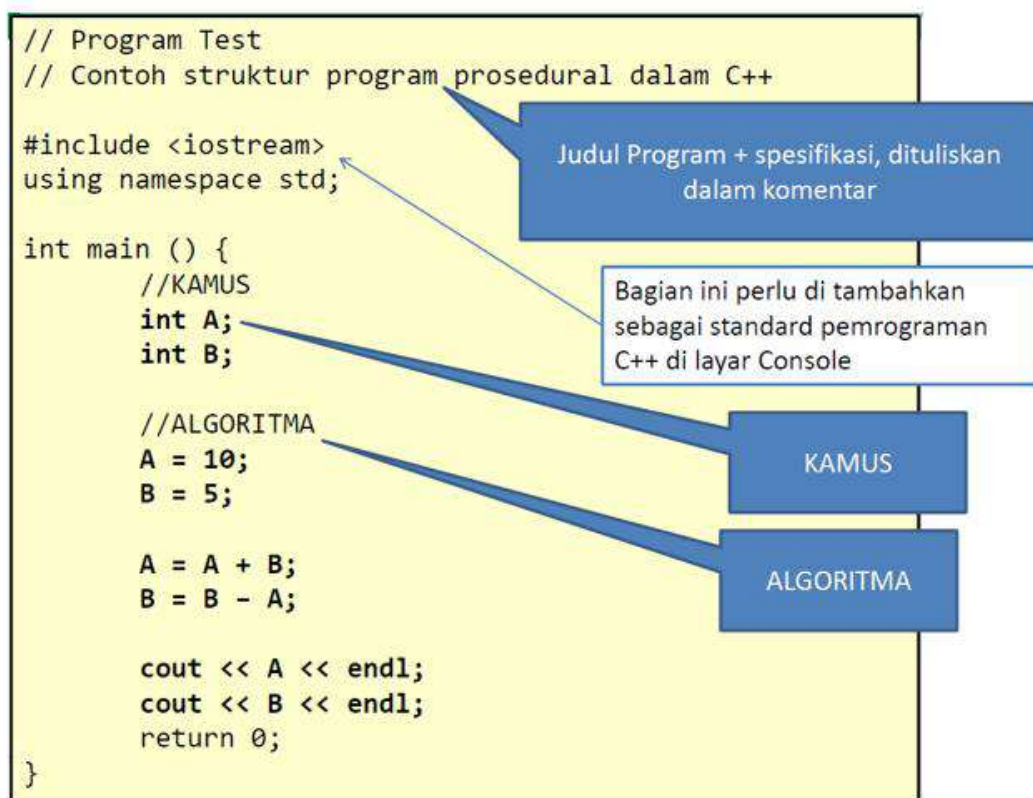 // Program Test
// Contoh struktur program prosedural dalam C++
Judul Program + spesifikasi, dituliskan
dalam komentar
#include <iostream>
using namespace std;
Bagian ini perlu di tambahkan
sebagai standard pemrograman
C++ di layar Console
int main () {
//KAMUS
int A;
int B;
KAMUS
//ALGORITMA
A = 10;
B = 5;
ALGORITMA
A = A + B;
B = B – A;
cout << A << endl;
cout << B << endl;
return 0;
}